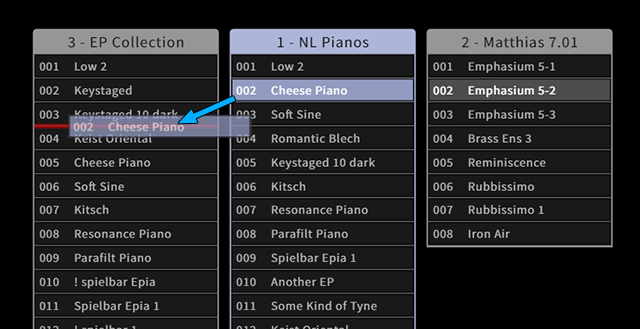 3 - EP Collection
001 Low 2
002 Keystaged
003 Keystaged 10 dark
002 Cheese Piano
004 Keist Oriental
005 Cheese Piano
006 Soft Sine
007 Kitsch
008 Resonance Piano
009 Parafilt Piano
010 ! spielbar Epia
011 Spielbar Epia 1
012 ! spielbar 1
1 - NL Pianos
001 Low 2
002 Cheese Piano
003 Soft Sine
004 Romantic Blech
005 Keystaged 10 dark
006 Kitsch
007 Resonance Piano
008 Parafilt Piano
009 Spielbar Epia 1
010 Another EP
011 Some Kind of Tyne
012 Keist Oriental
2 - Matthias 7.01
001 Emphasium 5-1
002 Emphasium 5-2
003 Emphasium 5-3
004 Brass Ens 3
005 Reminiscence
006 Rubbissimo
007 Rubbissimo 1
008 Iron Air